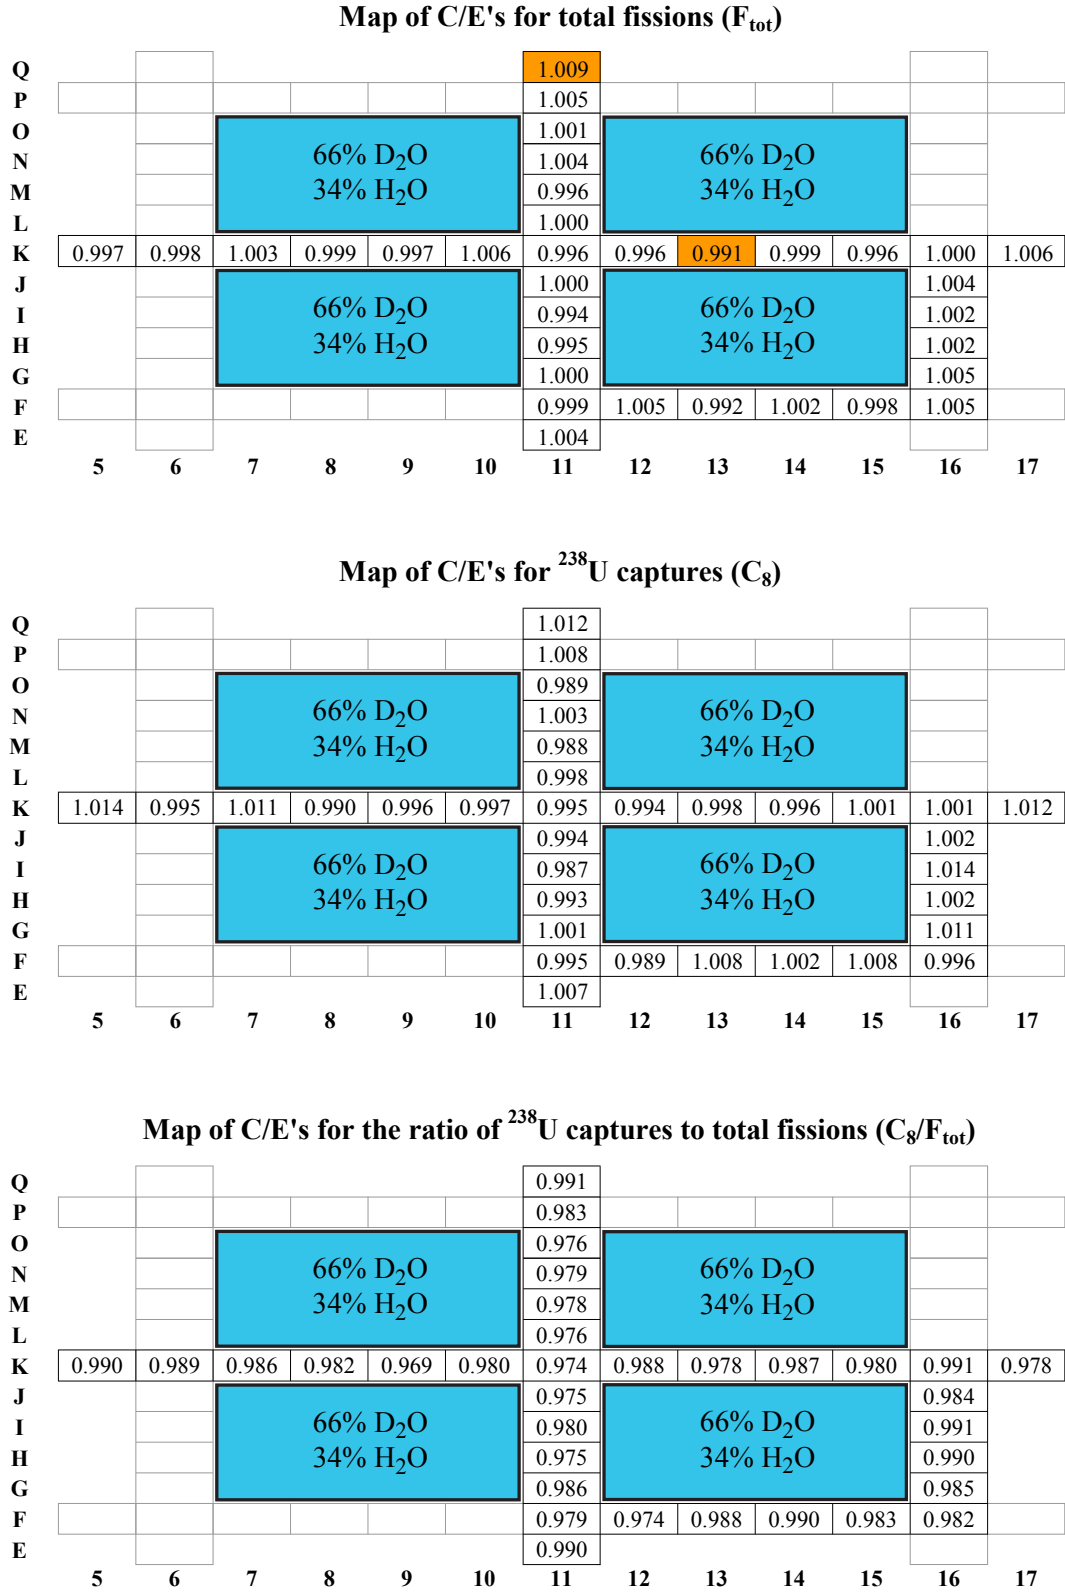 Map of C/E's for total fissions (Ftot)
Q 1.009
P 1.005
O 1.001
66% D2O 66% D2O
N 1.004
M 0.996
34% H2O 34% H2O
L 1.000
K 0.997 0.998 1.003 0.999 0.997 1.006 0.996 0.996 0.991 0.999 0.996 1.000 1.006
J 1.000 1.004
66% D2O 66% D2O
I 0.994 1.002
H 0.995 1.002
34% H2O 34% H2O
G 1.000 1.005
F 0.999 1.005 0.992 1.002 0.998 1.005
E 1.004
5 6 7 8 9 10 11 12 13 14 15 16 17
Map of C/E's for 238U captures (C8)
Q 1.012
P 1.008
O 0.989
66% D2O 66% D2O
N 1.003
M 0.988
34% H2O 34% H2O
L 0.998
K 1.014 0.995 1.011 0.990 0.996 0.997 0.995 0.994 0.998 0.996 1.001 1.001 1.012
J 0.994 1.002
66% D2O 66% D2O
I 0.987 1.014
H 0.993 1.002
34% H2O 34% H2O
G 1.001 1.011
F 0.995 0.989 1.008 1.002 1.008 0.996
E 1.007
5 6 7 8 9 10 11 12 13 14 15 16 17
Map of C/E's for the ratio of 238U captures to total fissions (C8/Ftot)
Q 0.991
P 0.983
O 0.976
66% D2O 66% D2O
N 0.979
M 0.978
34% H2O 34% H2O
L 0.976
K 0.990 0.989 0.986 0.982 0.969 0.980 0.974 0.988 0.978 0.987 0.980 0.991 0.978
J 0.975 0.984
66% D2O 66% D2O
I 0.980 0.991
H 0.975 0.990
34% H2O 34% H2O
G 0.986 0.985
F 0.979 0.974 0.988 0.990 0.983 0.982
E 0.990
5 6 7 8 9 10 11 12 13 14 15 16 17